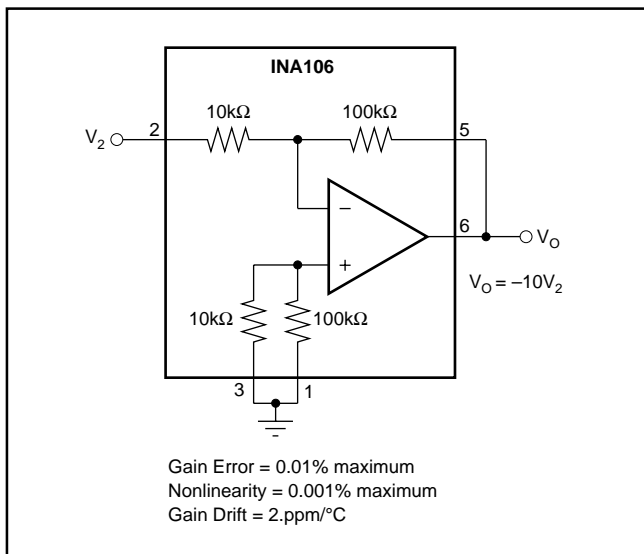 INA106
10kΩ
100kΩ
V2
2
5
–
6
VO
+
VO = –10V2
10kΩ
100kΩ
3
1
Gain Error = 0.01% maximum
Nonlinearity = 0.001% maximum
Gain Drift = 2.ppm/°C